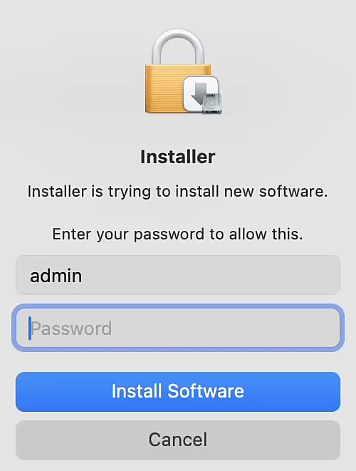 Installer
Installer is trying to install new software.
Enter your password to allow this.
admin
Password
Install Software
Cancel